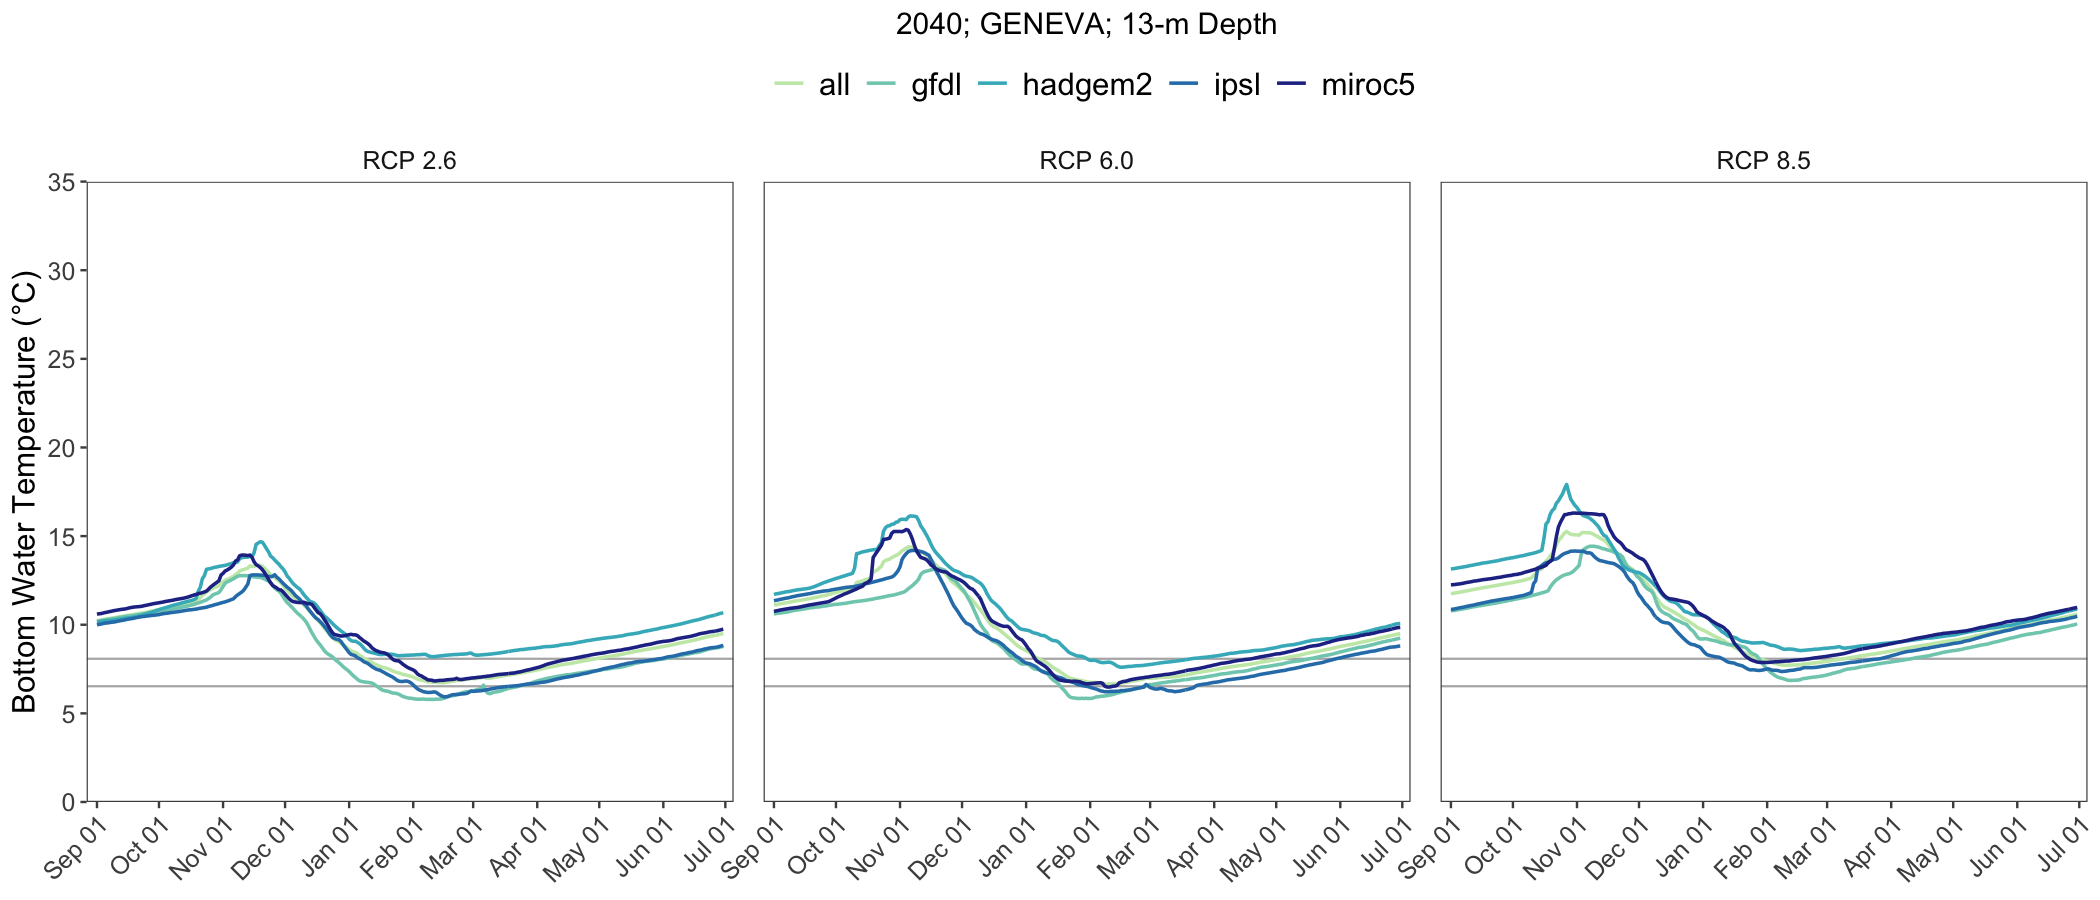 2040; GENEVA; 13-m Depth
all gfdl hadgem2 ipsl miroc5
RCP 2.6 RCP 6.0 RCP 8.5
Bottom Water Temperature (°C)
35
30
25
20
15
10
5
0
Sep 01 Oct 01 Nov 01 Dec 01 Jan 01 Feb 01 Mar 01 Apr 01 May 01 Jun 01 Jul 01 Sep 01 Oct 01 Nov 01 Dec 01 Jan 01 Feb 01 Mar 01 Apr 01 May 01 Jun 01 Jul 01 Sep 01 Oct 01 Nov 01 Dec 01 Jan 01 Feb 01 Mar 01 Apr 01 May 01 Jun 01 Jul 01